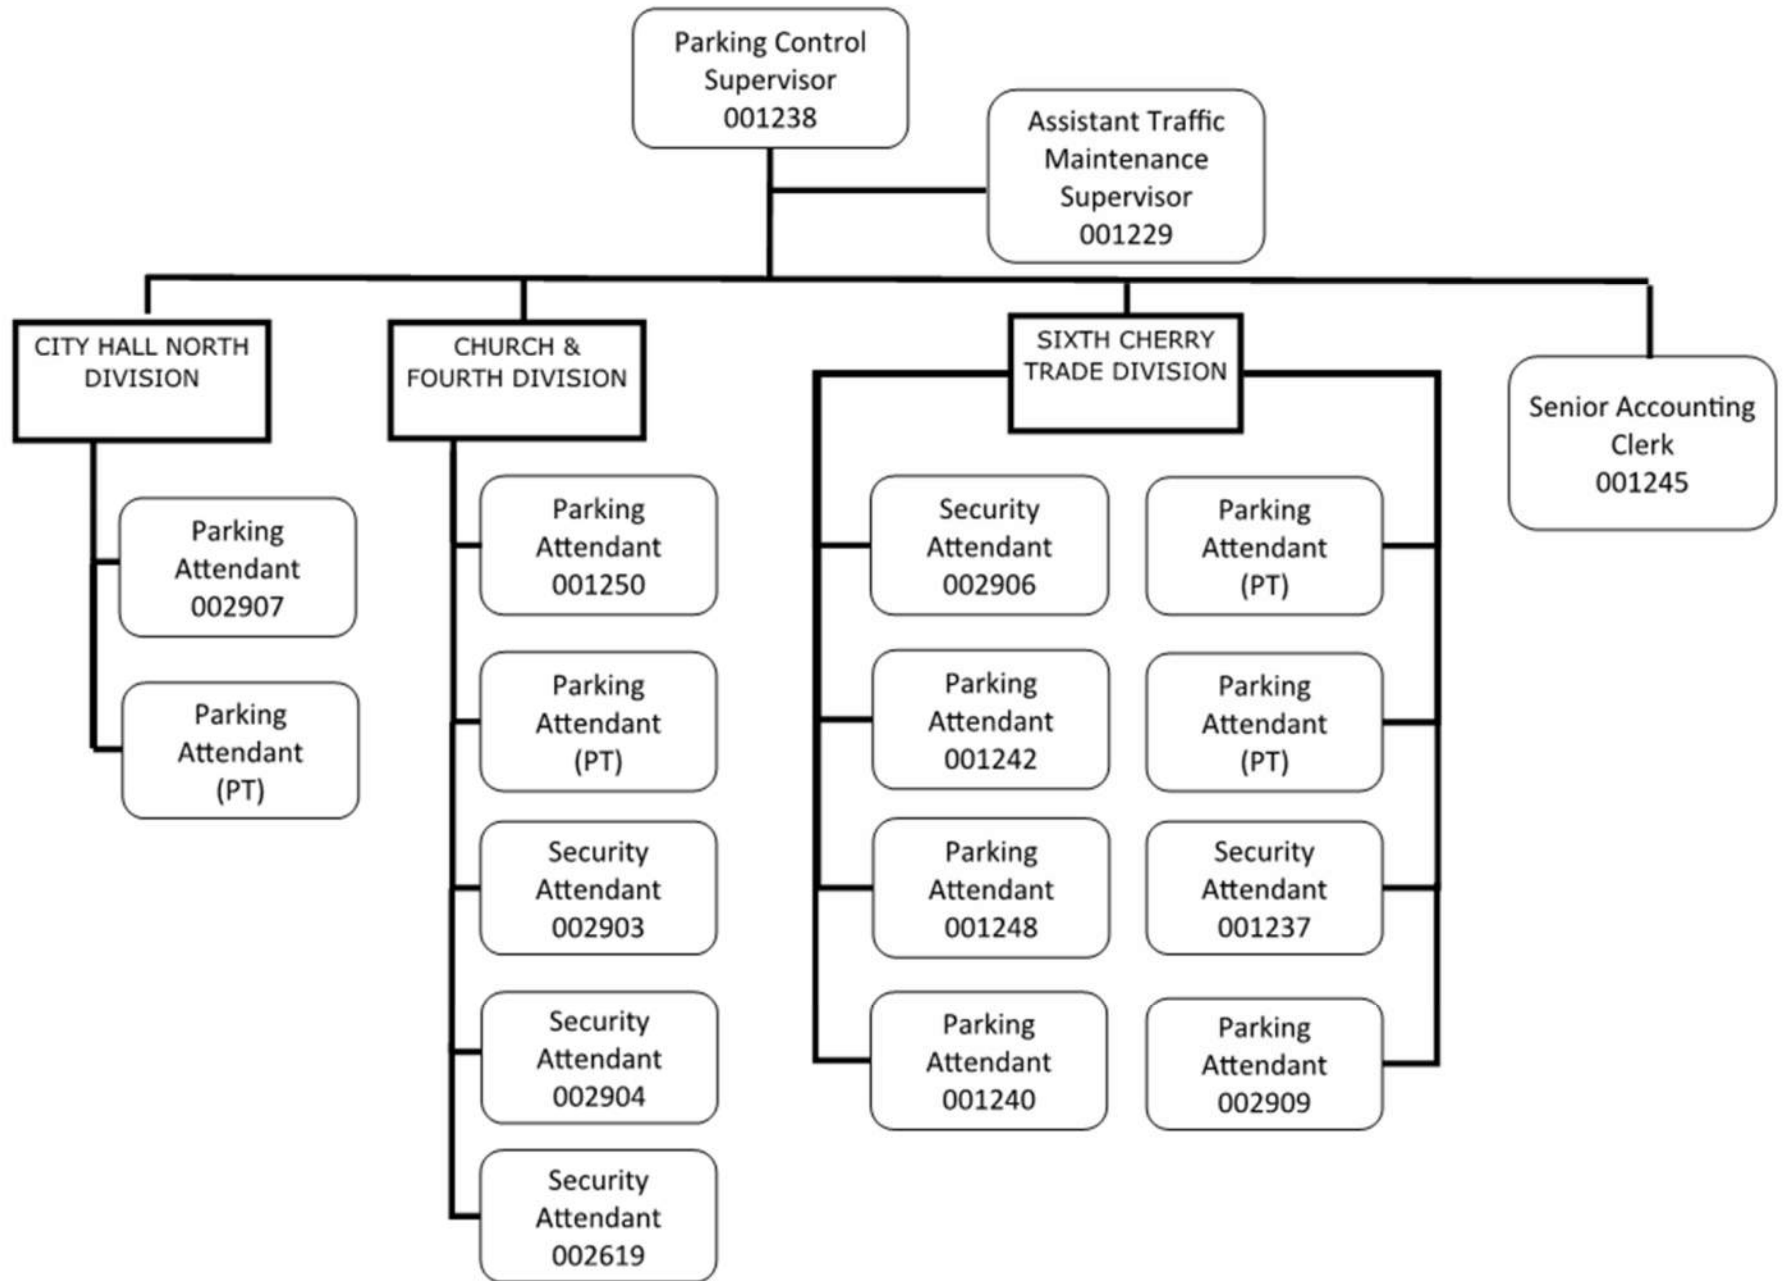 Parking Control
Supervisor
001238
Assistant Traffic
Maintenance
Supervisor
001229
CITY HALL NORTH
DIVISION
Parking
Attendant
002907
Parking
Attendant
(PT)
CHURCH &
FOURTH DIVISION
Parking
Attendant
001250
Parking
Attendant
(PT)
Security
Attendant
002903
Security
Attendant
002904
Security
Attendant
002619
SIXTH CHERRY
TRADE DIVISION
Security
Attendant
002906
Parking
Attendant
001242
Parking
Attendant
001248
Parking
Attendant
001240
Parking
Attendant
(PT)
Parking
Attendant
(PT)
Security
Attendant
001237
Parking
Attendant
002909
Senior Accounting
Clerk
001245